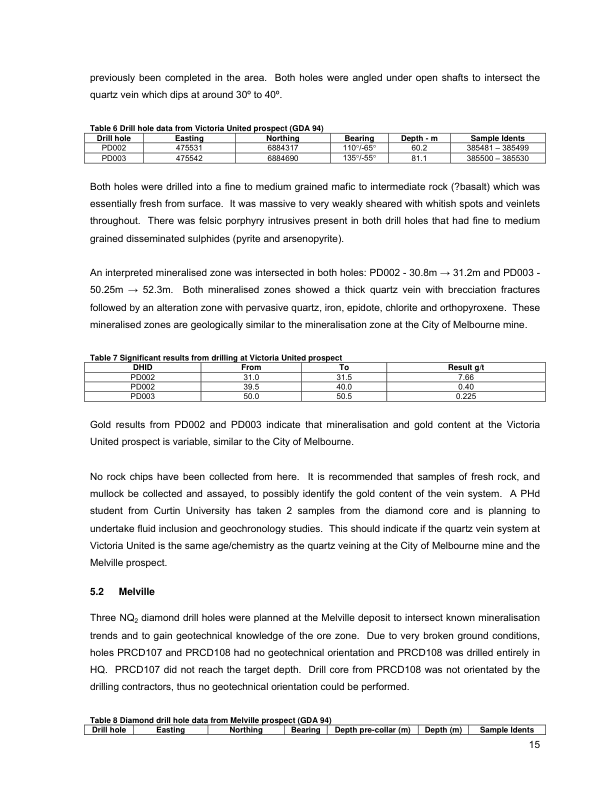 previously been completed in the area.  Both holes were angled under open shafts to intersect the
quartz vein which dips at around 30º to 40º.
Table 6 Drill hole data from Victoria United prospect (GDA 94)
Drill hole Easting Northing Bearing Depth - m Sample Idents
PD002 475531 6884317 110°/-65° 60.2 385481 – 385499
PD003 475542 6884690 135°/-55° 81.1 385500 – 385530
Both holes were drilled into a fine to medium grained mafic to intermediate rock (?basalt) which was
essentially fresh from surface.  It was massive to very weakly sheared with whitish spots and veinlets
throughout.  There was felsic porphyry intrusives present in both drill holes that had fine to medium
grained disseminated sulphides (pyrite and arsenopyrite).
An interpreted mineralised zone was intersected in both holes: PD002 - 30.8m → 31.2m and PD003 -
50.25m → 52.3m.  Both mineralised zones showed a thick quartz vein with brecciation fractures
followed by an alteration zone with pervasive quartz, iron, epidote, chlorite and orthopyroxene.  These
mineralised zones are geologically similar to the mineralisation zone at the City of Melbourne mine.
Table 7 Significant results from drilling at Victoria United prospect
DHID From To Result g/t
PD002 31.0 31.5 7.66
PD002 39.5 40.0 0.40
PD003 50.0 50.5 0.225
Gold results from PD002 and PD003 indicate that mineralisation and gold content at the Victoria
United prospect is variable, similar to the City of Melbourne.
No rock chips have been collected from here.  It is recommended that samples of fresh rock, and
mullock be collected and assayed, to possibly identify the gold content of the vein system.  A PHd
student from Curtin University has taken 2 samples from the diamond core and is planning to
undertake fluid inclusion and geochronology studies.  This should indicate if the quartz vein system at
Victoria United is the same age/chemistry as the quartz veining at the City of Melbourne mine and the
Melville prospect.
5.2 Melville
Three NQ₂ diamond drill holes were planned at the Melville deposit to intersect known mineralisation
trends and to gain geotechnical knowledge of the ore zone.  Due to very broken ground conditions,
holes PRCD107 and PRCD108 had no geotechnical orientation and PRCD108 was drilled entirely in
HQ.  PRCD107 did not reach the target depth.  Drill core from PRCD108 was not orientated by the
drilling contractors, thus no geotechnical orientation could be performed.
Table 8 Diamond drill hole data from Melville prospect (GDA 94)
Drill hole Easting Northing Bearing Depth pre-collar (m) Depth (m) Sample Idents
15